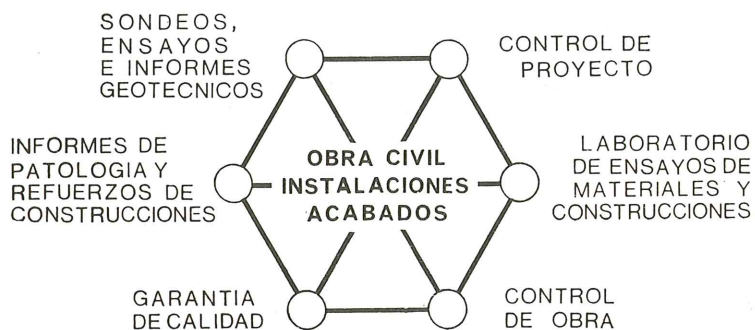 SONDEOS,
ENSAYOS
E INFORMES
GEOTECNICOS
CONTROL DE
PROYECTO
INFORMES DE
PATOLOGIA Y
REFUERZOS DE
CONSTRUCCIONES
OBRA CIVIL
INSTALACIONES
ACABADOS
LABORATORIO
DE ENSAYOS DE
MATERIALES Y
CONSTRUCCIONES
GARANTIA
DE CALIDAD
CONTROL
DE OBRA